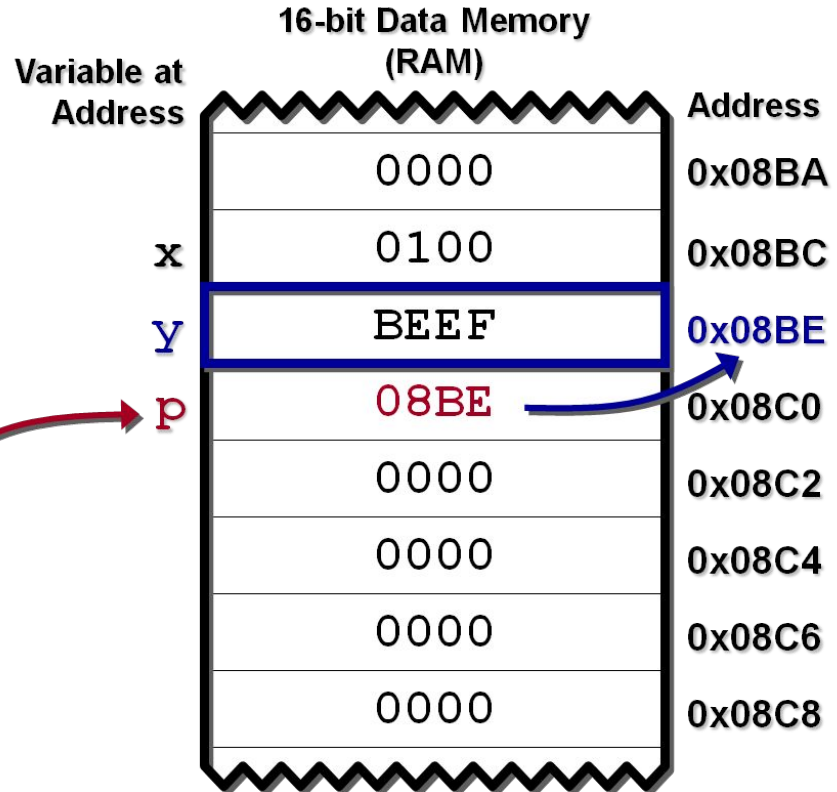 16-bit Data Memory
(RAM)
Variable at
Address
Address
0000 0x08BA
x 0100 0x08BC
y BEEF 0x08BE
p 08BE 0x08C0
0000 0x08C2
0000 0x08C4
0000 0x08C6
0000 0x08C8